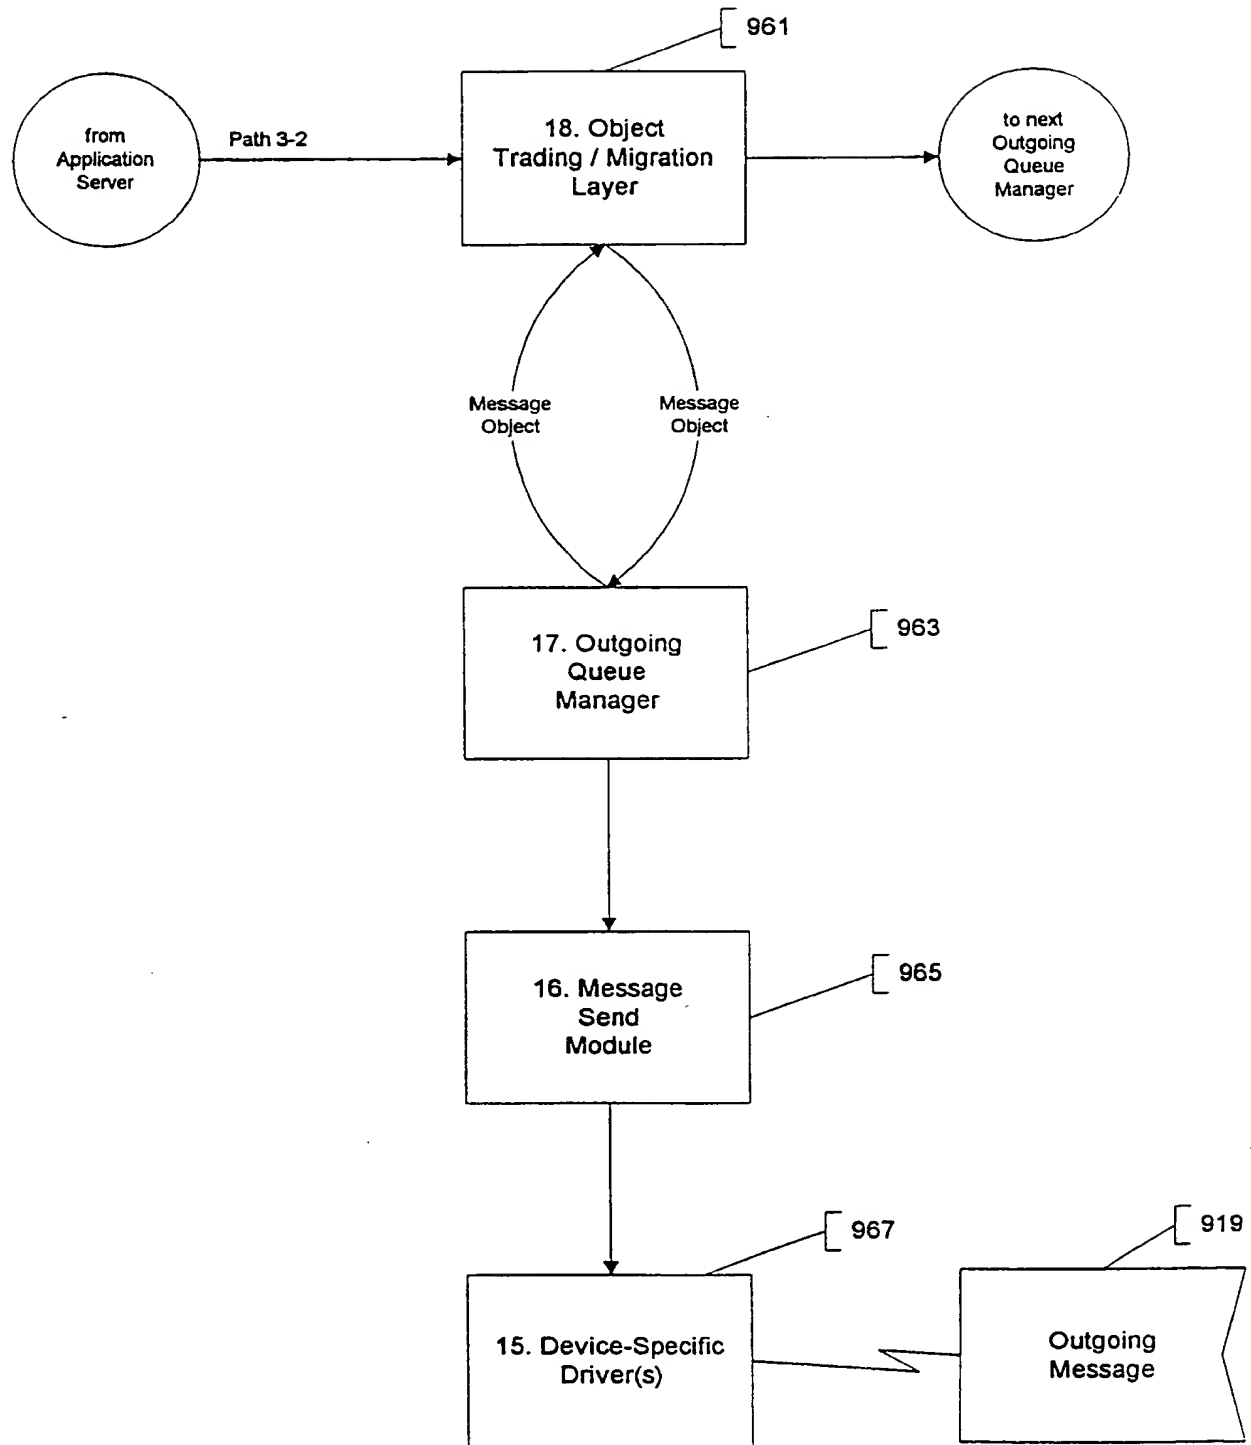 961
from
Application
Server
Path 3-2
18. Object
Trading / Migration
Layer
to next
Outgoing
Queue
Manager
Message
Object
Message
Object
17. Outgoing
Queue
Manager
963
16. Message
Send
Module
965
967
919
15. Device-Specific
Driver(s)
Outgoing
Message